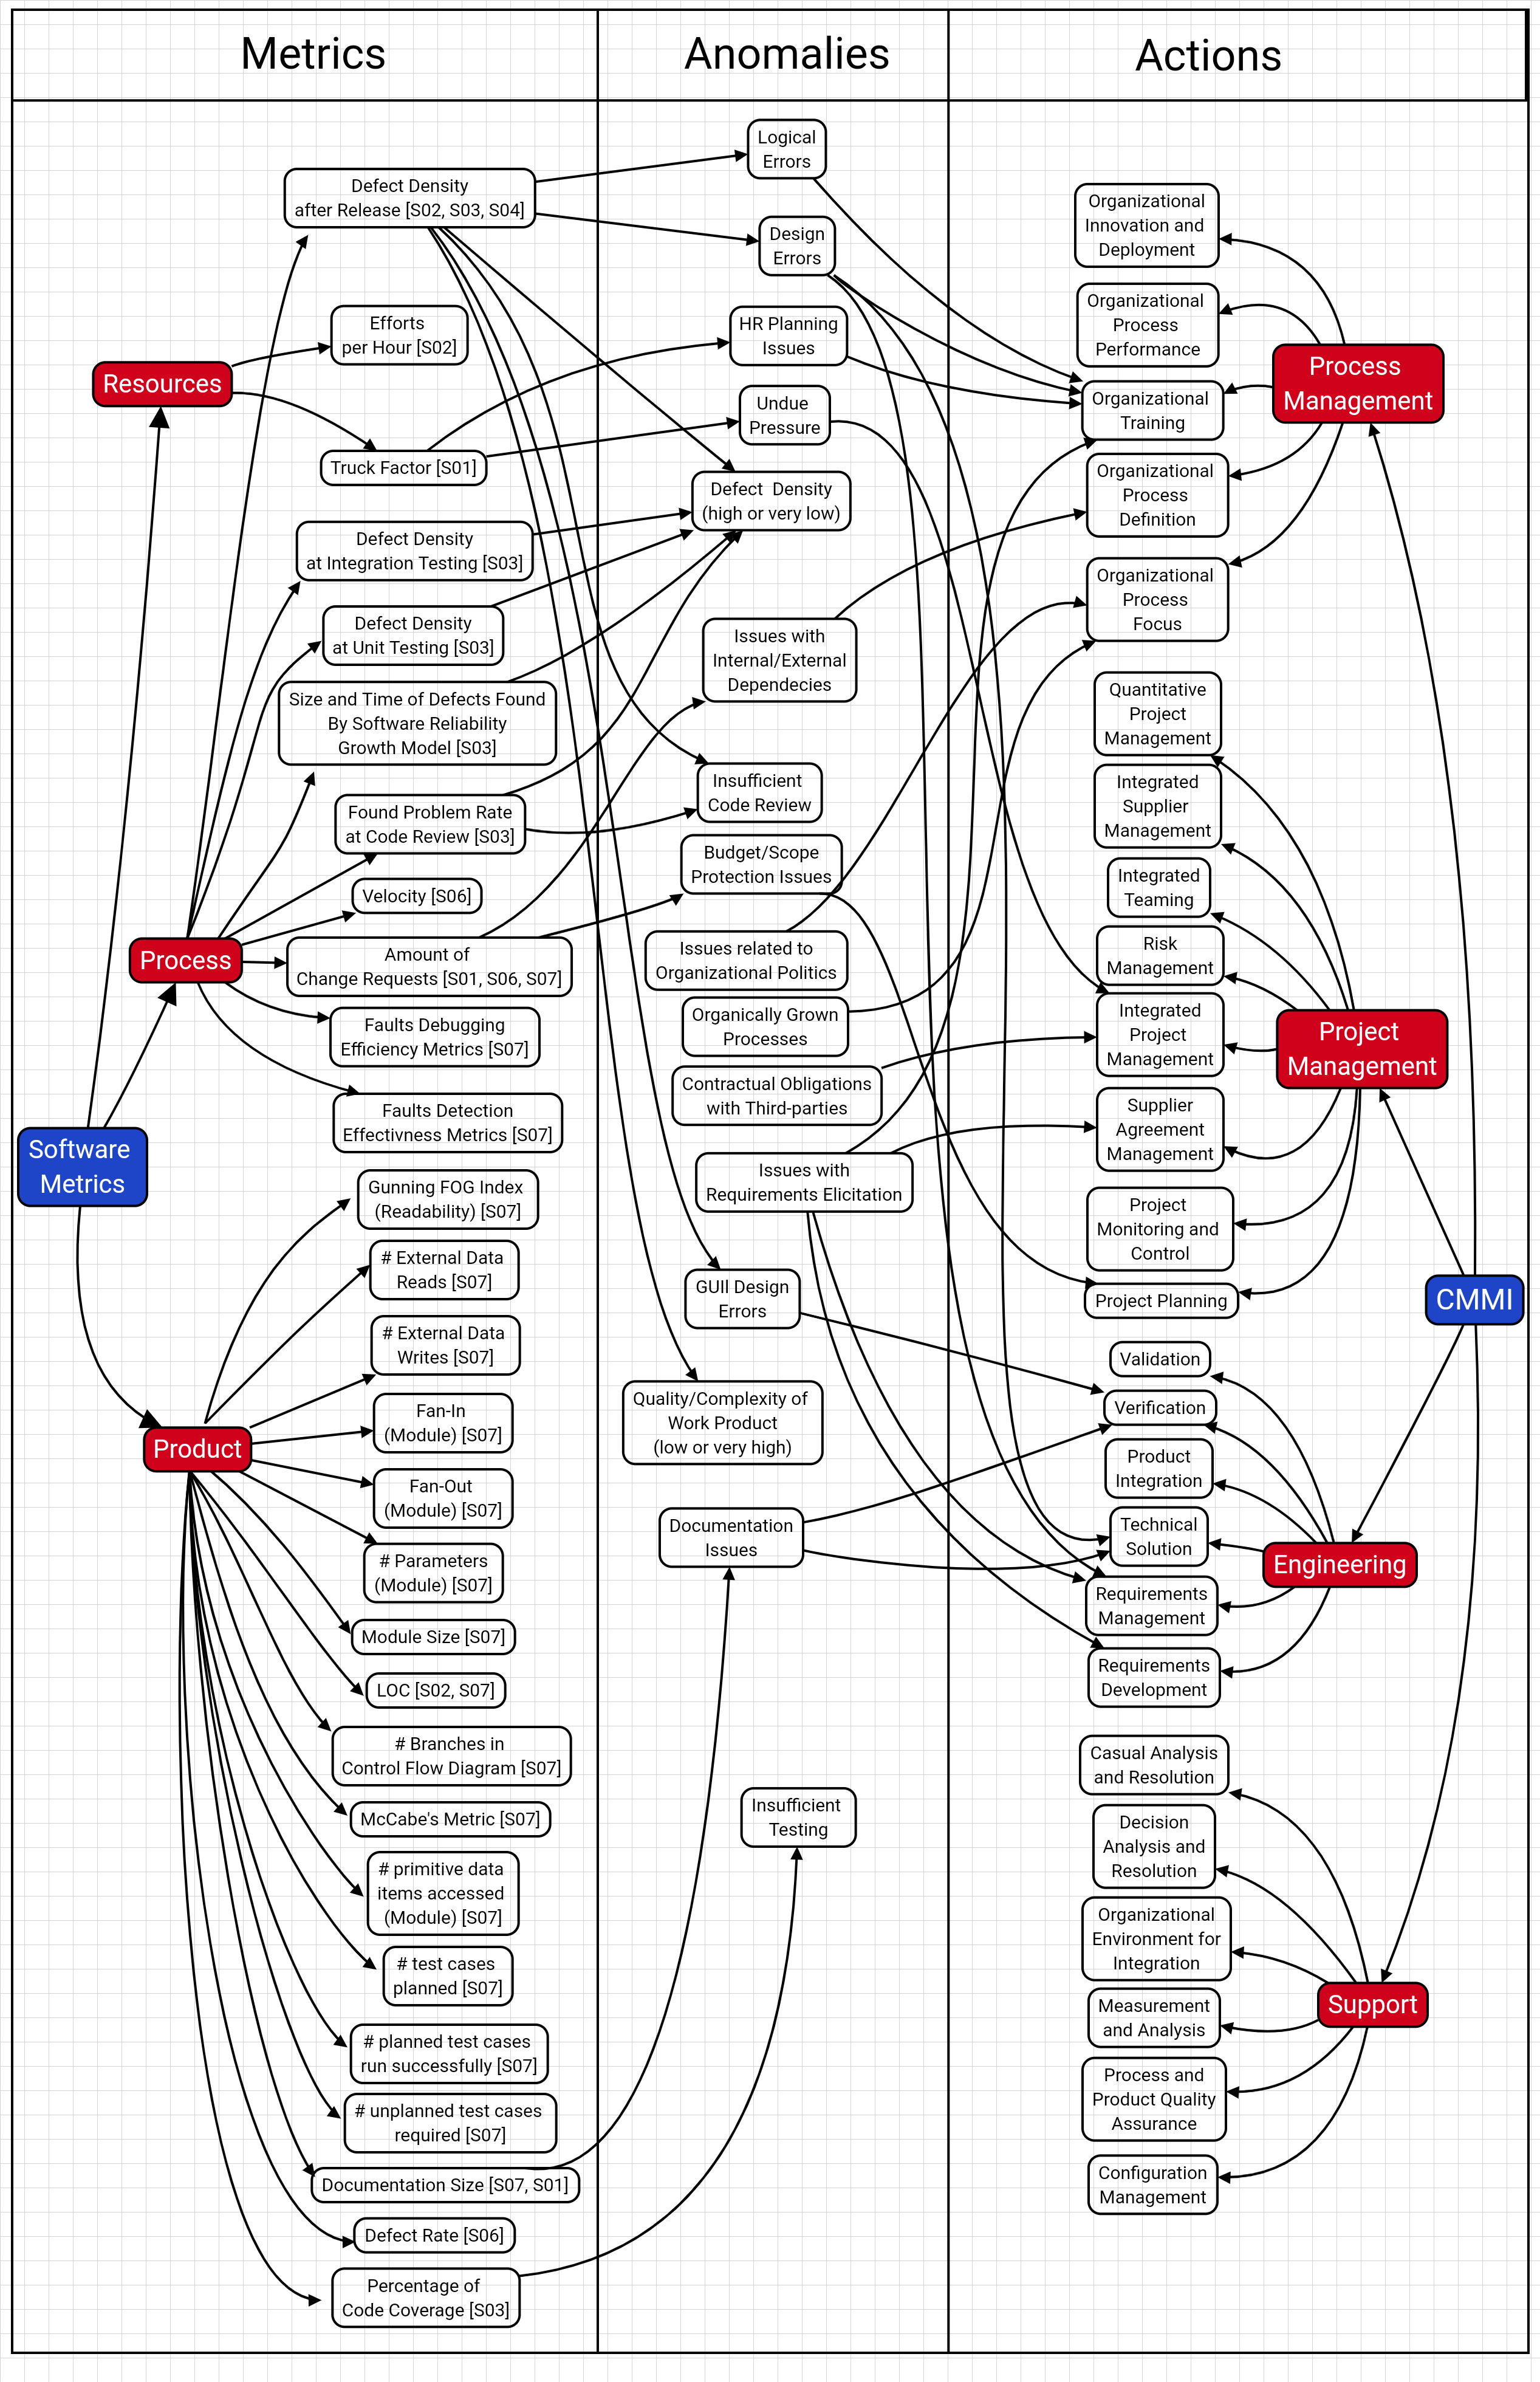 Metrics
Anomalies
Actions
Software
Metrics
Resources
Process
Product
Defect Density
after Release [S02, S03, S04]
Efforts
per Hour [S02]
Truck Factor [S01]
Defect Density
at Integration Testing [S03]
Defect Density
at Unit Testing [S03]
Size and Time of Defects Found
By Software Reliability
Growth Model [S03]
Found Problem Rate
at Code Review [S03]
Velocity [S06]
Amount of
Change Requests [S01, S06, S07]
Faults Debugging
Efficiency Metrics [S07]
Faults Detection
Effectivness Metrics [S07]
Gunning FOG Index
(Readability) [S07]
# External Data
Reads [S07]
# External Data
Writes [S07]
Fan-In
(Module) [S07]
Fan-Out
(Module) [S07]
# Parameters
(Module) [S07]
Module Size [S07]
LOC [S02, S07]
# Branches in
Control Flow Diagram [S07]
McCabe's Metric [S07]
# primitive data
items accessed
(Module) [S07]
# test cases
planned [S07]
# planned test cases
run successfully [S07]
# unplanned test cases
required [S07]
Documentation Size [S07, S01]
Defect Rate [S06]
Percentage of
Code Coverage [S03]
Logical
Errors
Design
Errors
HR Planning
Issues
Undue
Pressure
Defect Density
(high or very low)
Issues with
Internal/External
Dependecies
Insufficient
Code Review
Budget/Scope
Protection Issues
Issues related to
Organizational Politics
Organically Grown
Processes
Contractual Obligations
with Third-parties
Issues with
Requirements Elicitation
GUII Design
Errors
Quality/Complexity of
Work Product
(low or very high)
Documentation
Issues
Insufficient
Testing
Organizational
Innovation and
Deployment
Organizational
Process
Performance
Organizational
Training
Organizational
Process
Definition
Organizational
Process
Focus
Quantitative
Project
Management
Integrated
Supplier
Management
Integrated
Teaming
Risk
Management
Integrated
Project
Management
Supplier
Agreement
Management
Project
Monitoring and
Control
Project Planning
Validation
Verification
Product
Integration
Technical
Solution
Requirements
Management
Requirements
Development
Casual Analysis
and Resolution
Decision
Analysis and
Resolution
Organizational
Environment for
Integration
Measurement
and Analysis
Process and
Product Quality
Assurance
Configuration
Management
Process
Management
Project
Management
Engineering
Support
CMMI